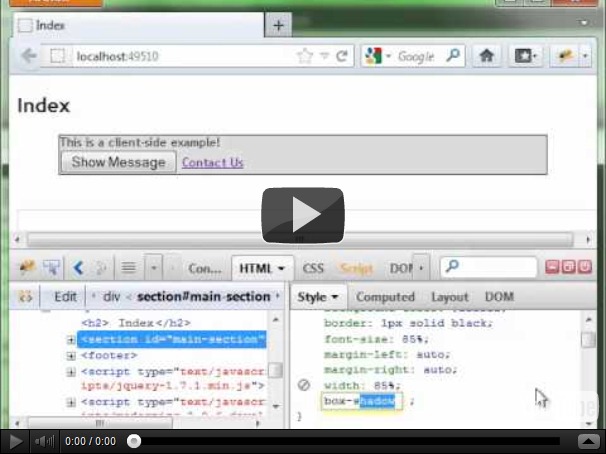 Index
+
localhost:49510
Google
Index
This is a client-side example!
Show Message Contact Us
Con... HTML CSS Script DOM
Edit div < section#main-section Style Computed Layout DOM
<h2> Index</h2>
<section id="main-section"
<footer>
<script type="text/javascr
ipts/jquery-1.7.1.min.js">
<script type="text/javascr
border: 1px solid black;
font-size: 85%;
margin-left: auto;
margin-right: auto;
width: 85%;
box-shadow ;
}
0:00 / 0:00